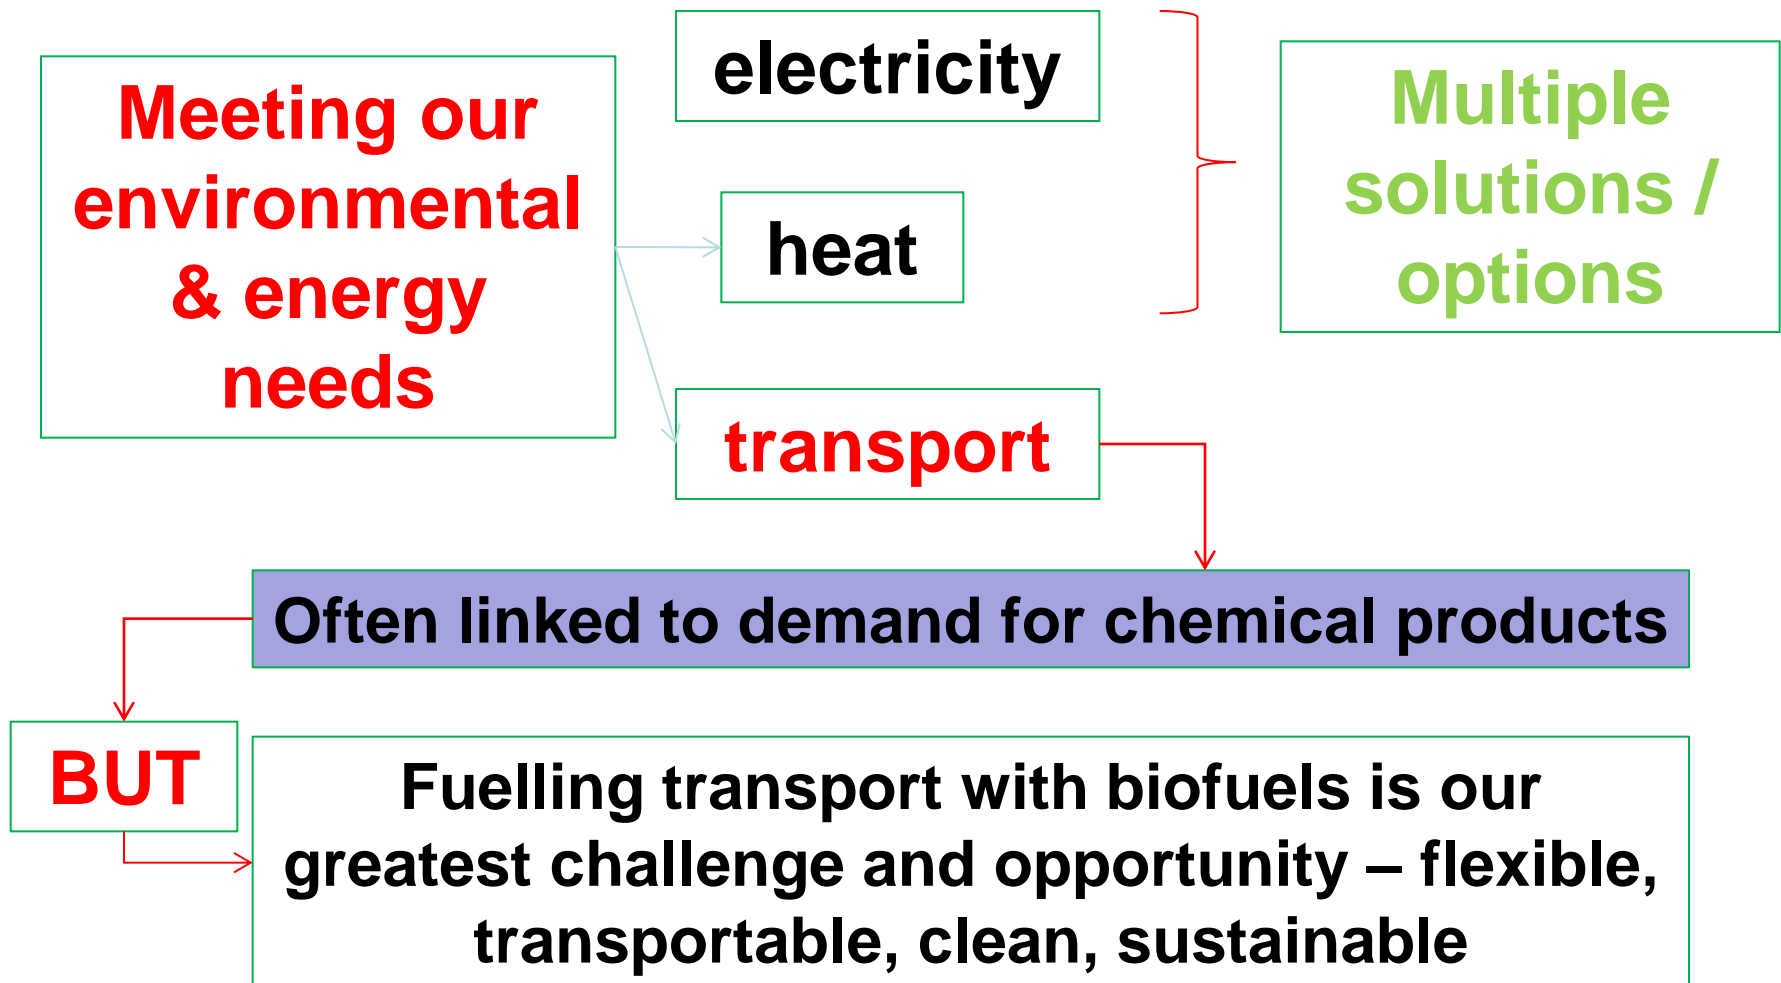 Meeting our
environmental
& energy
needs
electricity
heat
transport
Multiple
solutions /
options
Often linked to demand for chemical products
BUT
Fuelling transport with biofuels is our
greatest challenge and opportunity – flexible,
transportable, clean, sustainable